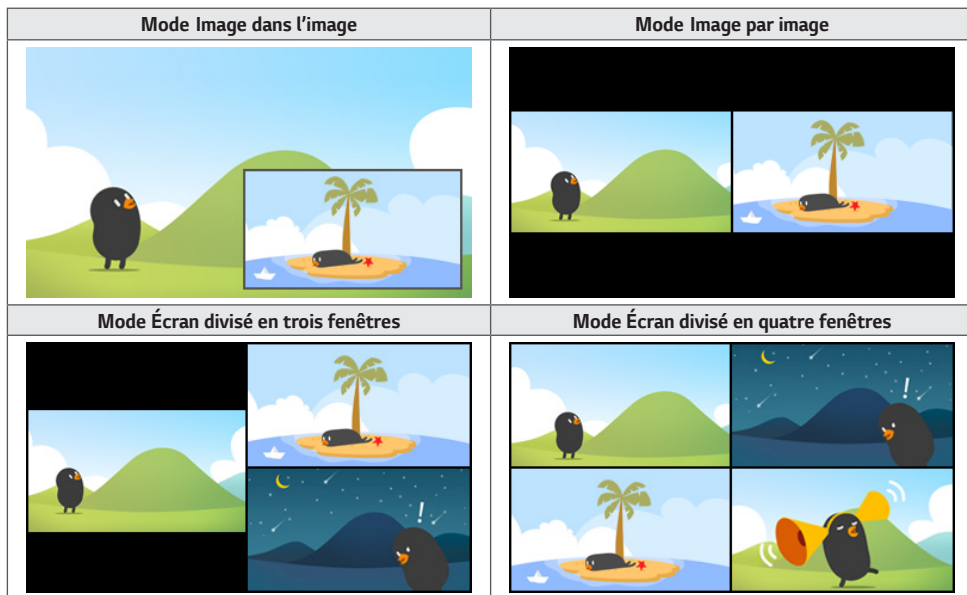 Mode Image dans l’image
Mode Image par image
Mode Écran divisé en trois fenêtres
Mode Écran divisé en quatre fenêtres